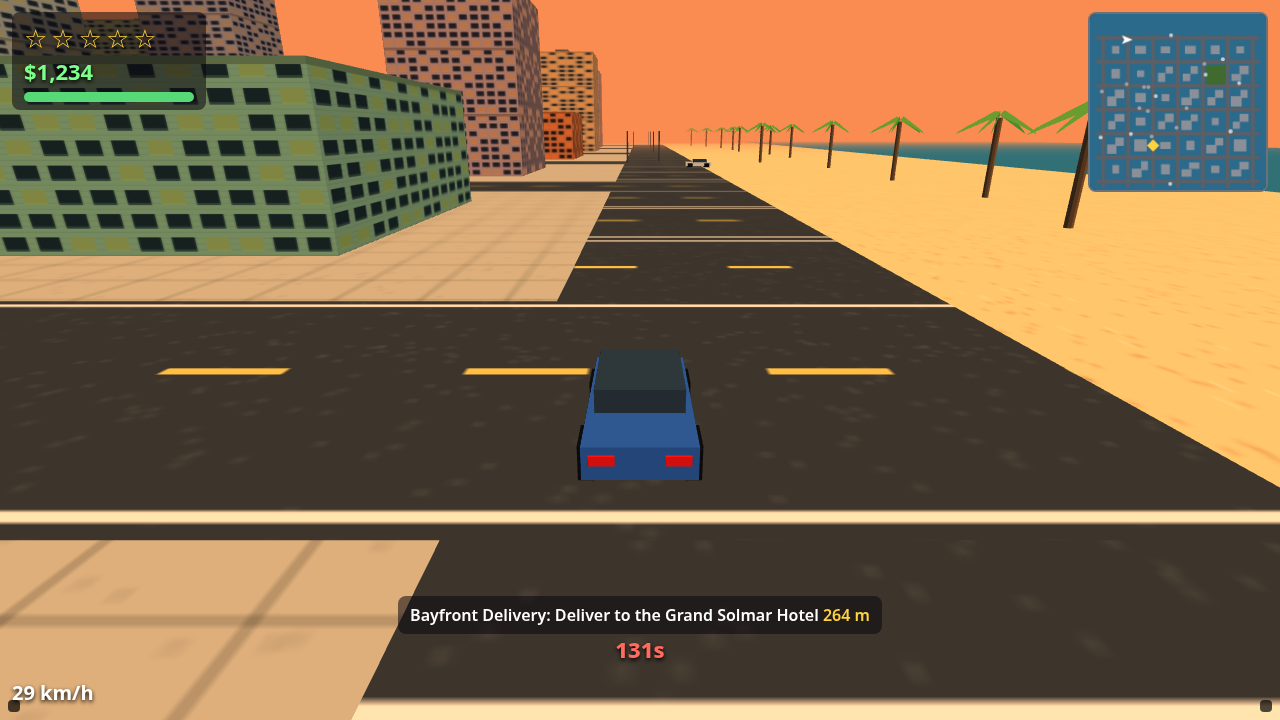 ☆☆☆☆☆
$1,234
Bayfront Delivery: Deliver to the Grand Solmar Hotel 264 m
131s
29 km/h